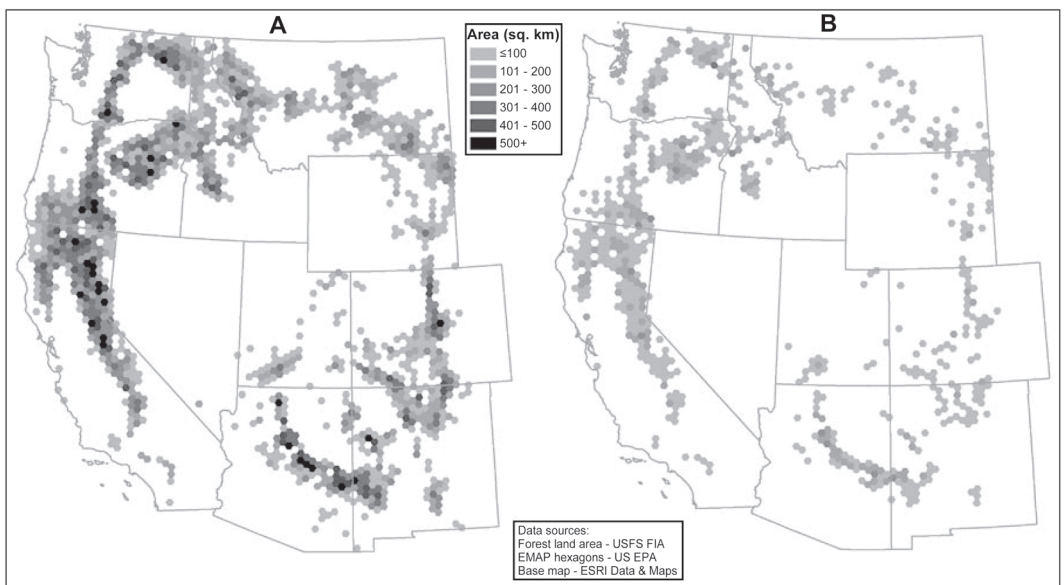 A
B
Area (sq. km)
≤100
101 - 200
201 - 300
301 - 400
401 - 500
500+
Data sources:
Forest land area - USFS FIA
EMAP hexagons - US EPA
Base map - ESRI Data & Maps